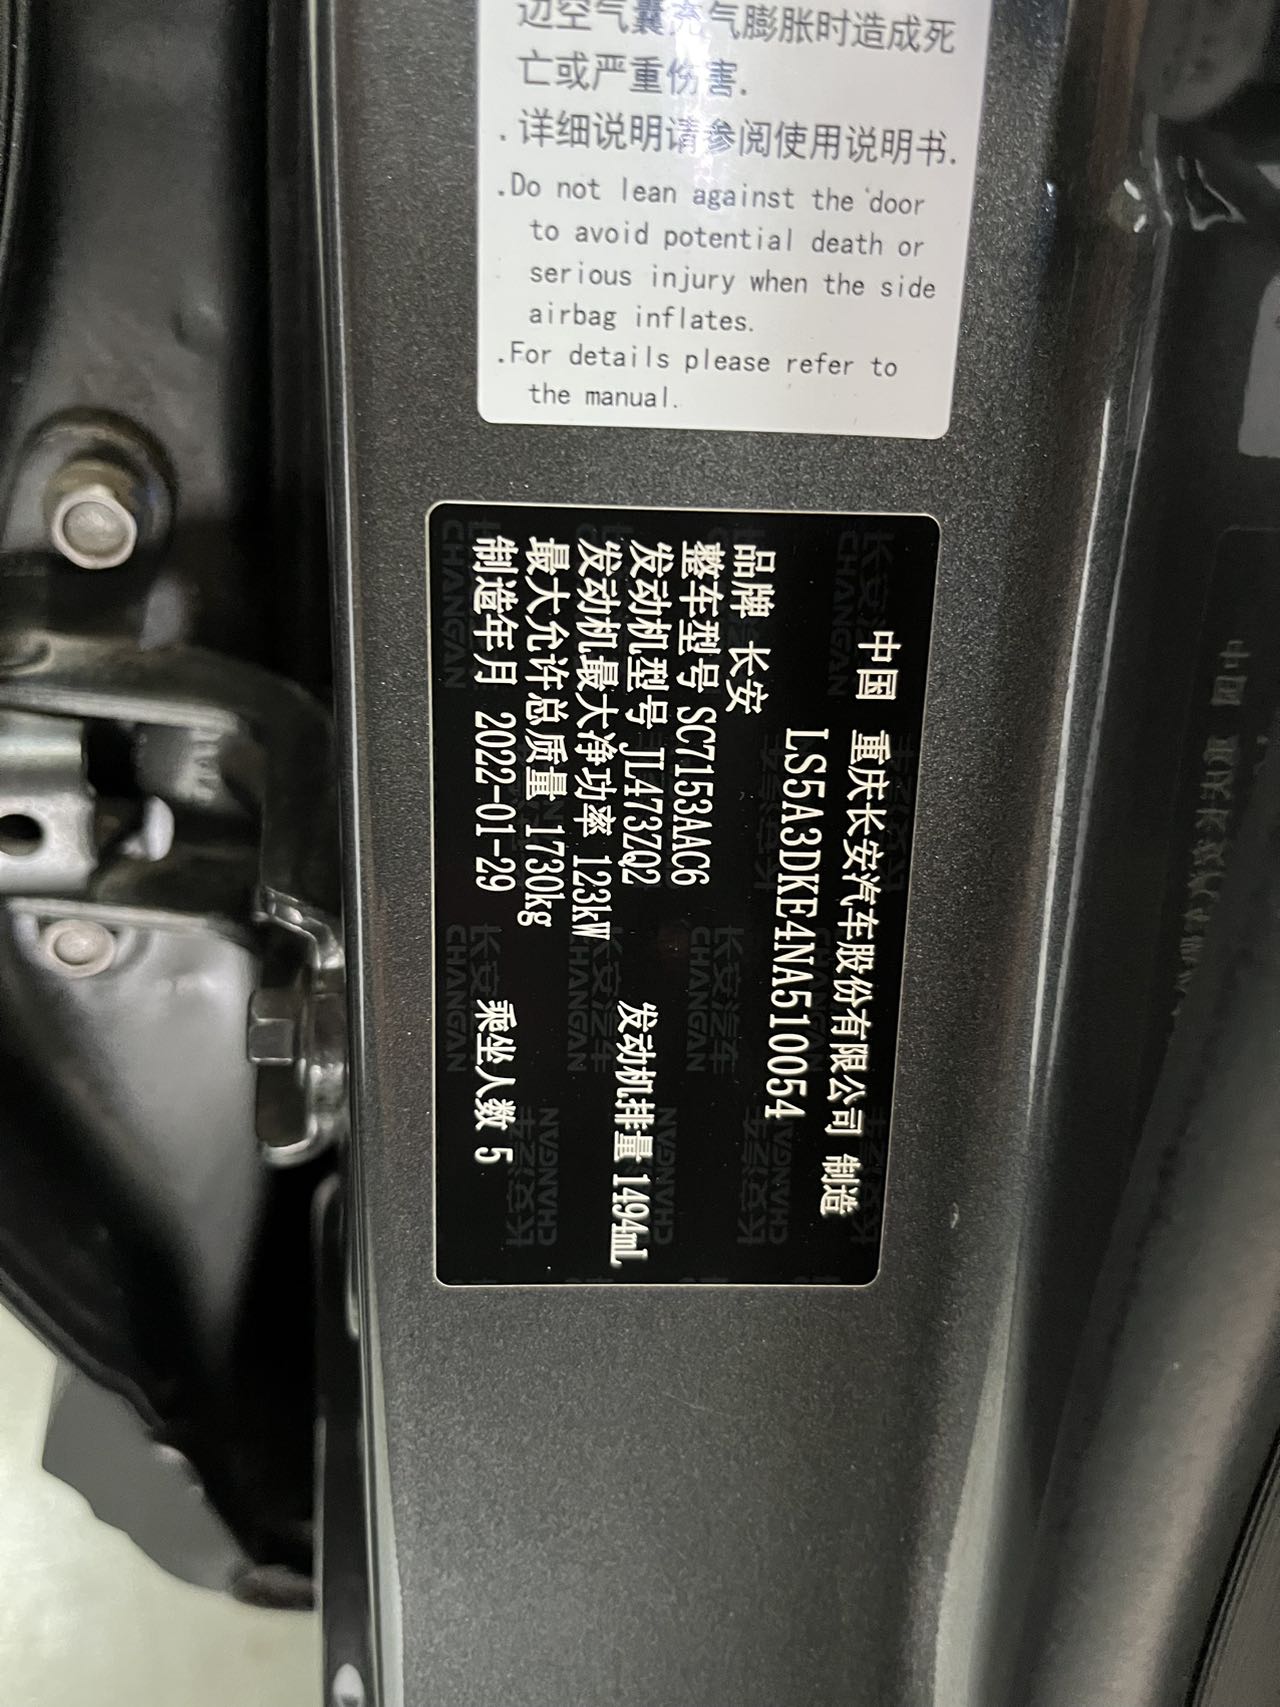 边空气囊充气膨胀时造成死
亡或严重伤害.
.详细说明请参阅使用说明书.
.Do not lean against the door
to avoid potential death or
serious injury when the side
airbag inflates.
.For details please refer to
the manual.
中国 重庆长安汽车股份有限公司 制造
LS5A3DKE4NA510054
品牌 长安
整车型号 SC7153AAC6
发动机型号 JL473ZQ2 发动机排量 1494mL
发动机最大净功率 123kW
最大允许总质量 1730kg
制造年月 2022-01-29 乘坐人数 5